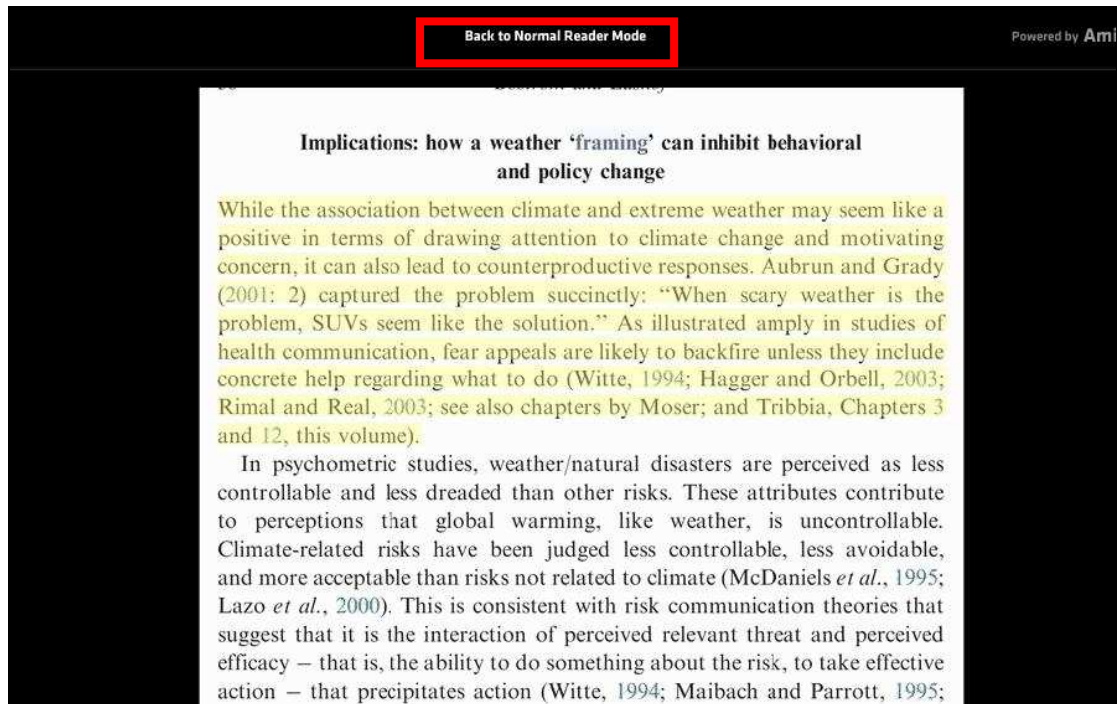 Back to Normal Reader Mode
Powered by Ami
Implications: how a weather ‘framing’ can inhibit behavioral
and policy change
While the association between climate and extreme weather may seem like a
positive in terms of drawing attention to climate change and motivating
concern, it can also lead to counterproductive responses. Aubrun and Grady
(2001: 2) captured the problem succinctly: “When scary weather is the
problem, SUVs seem like the solution.” As illustrated amply in studies of
health communication, fear appeals are likely to backfire unless they include
concrete help regarding what to do (Witte, 1994; Hagger and Orbell, 2003;
Rimal and Real, 2003; see also chapters by Moser; and Tribbia, Chapters 3
and 12, this volume).
In psychometric studies, weather/natural disasters are perceived as less
controllable and less dreaded than other risks. These attributes contribute
to perceptions that global warming, like weather, is uncontrollable.
Climate-related risks have been judged less controllable, less avoidable,
and more acceptable than risks not related to climate (McDaniels et al., 1995;
Lazo et al., 2000). This is consistent with risk communication theories that
suggest that it is the interaction of perceived relevant threat and perceived
efficacy – that is, the ability to do something about the risk, to take effective
action – that precipitates action (Witte, 1994; Maibach and Parrott, 1995;